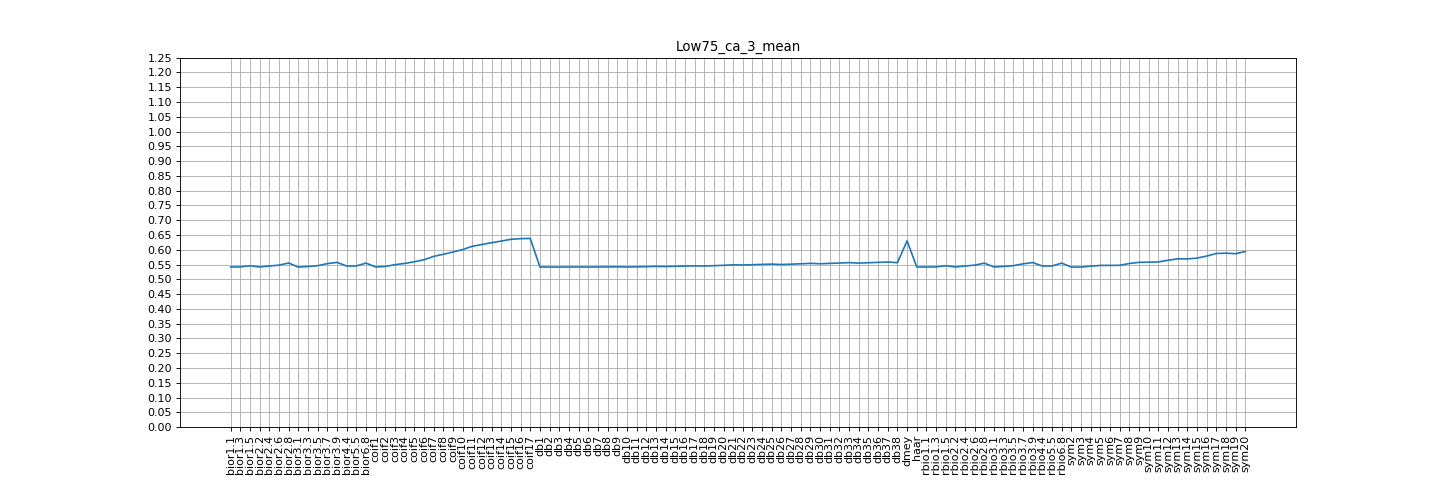 Low75_ca_3_mean
1.25
1.20
1.15
1.10
1.05
1.00
0.95
0.90
0.85
0.80
0.75
0.70
0.65
0.60
0.55
0.50
0.45
0.40
0.35
0.30
0.25
0.20
0.15
0.10
0.05
0.00
bior1.1
bior1.3
bior1.5
bior2.2
bior2.4
bior2.6
bior2.8
bior3.1
bior3.3
bior3.5
bior3.7
bior3.9
bior4.4
bior5.5
bior6.8
coif1
coif2
coif3
coif4
coif5
coif6
coif7
coif8
coif9
coif10
coif11
coif12
coif13
coif14
coif15
coif16
coif17
db1
db2
db3
db4
db5
db6
db7
db8
db9
db10
db11
db12
db13
db14
db15
db16
db17
db18
db19
db20
db21
db22
db23
db24
db25
db26
db27
db28
db29
db30
db31
db32
db33
db34
db35
db36
db37
db38
dmey
haar
rbio1.1
rbio1.3
rbio1.5
rbio2.2
rbio2.4
rbio2.6
rbio2.8
rbio3.1
rbio3.3
rbio3.5
rbio3.7
rbio3.9
rbio4.4
rbio5.5
rbio6.8
sym2
sym3
sym4
sym5
sym6
sym7
sym8
sym9
sym10
sym11
sym12
sym13
sym14
sym15
sym16
sym17
sym18
sym19
sym20